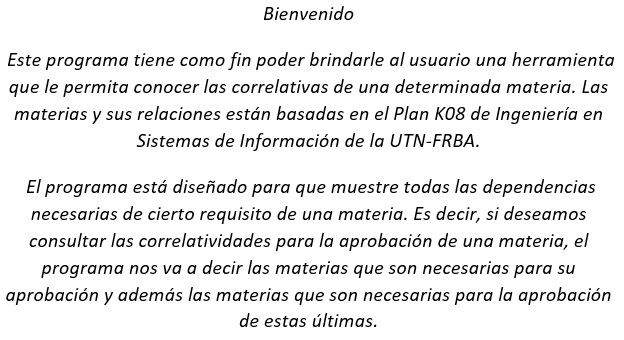 Bienvenido
Este programa tiene como fin poder brindarle al usuario una herramienta
que le permita conocer las correlativas de una determinada materia. Las
materias y sus relaciones están basadas en el Plan K08 de Ingeniería en
Sistemas de Información de la UTN-FRBA.
El programa está diseñado para que muestre todas las dependencias
necesarias de cierto requisito de una materia. Es decir, si deseamos
consultar las correlatividades para la aprobación de una materia, el
programa nos va a decir las materias que son necesarias para su
aprobación y además las materias que son necesarias para la aprobación
de estas últimas.